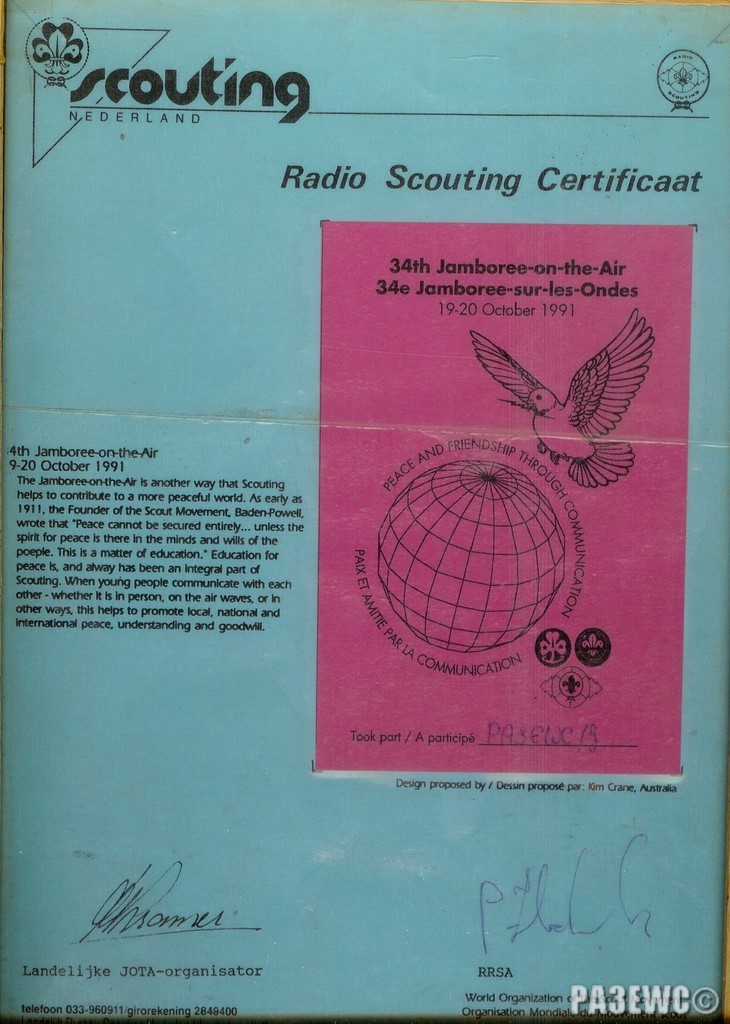 scouting
NEDERLAND
RADIO
SCOUTING
Radio Scouting Certificaat
34th Jamboree-on-the-Air
34e Jamboree-sur-les-Ondes
19-20 October 1991
PEACE AND FRIENDSHIP THROUGH COMMUNICATION
PAIX ET AMITIE PAR LA COMMUNICATION
Took part / A participé PA3EWC/J
Design proposed by / Dessin proposé par: Kim Crane, Australia
4th Jamboree-on-the-Air
9-20 October 1991
The Jamboree-on-the-Air is another way that Scouting
helps to contribute to a more peaceful world. As early as
1911, the Founder of the Scout Movement, Baden-Powell,
wrote that "Peace cannot be secured entirely... unless the
spirit for peace is there in the minds and wills of the
poeple. This is a matter of education." Education for
peace is, and alway has been an integral part of
Scouting. When young people communicate with each
other - whether it is in person, on the air waves, or in
other ways, this helps to promote local, national and
international peace, understanding and goodwill.
Kramer
Landelijke JOTA-organisator
RRSA
telefoon 033-960911/girorekening 2849400
World Organization
Organisation Mondiale du Mouvement Scout
PA3EWC©